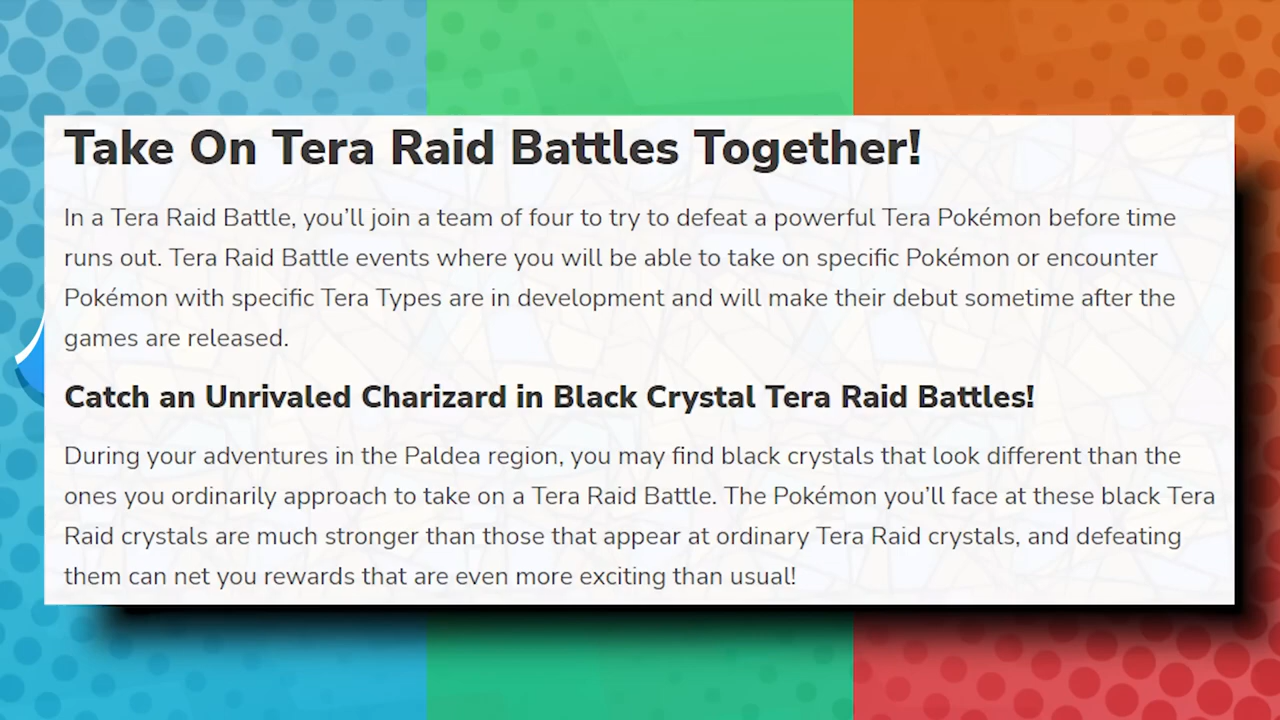 Take On Tera Raid Battles Together!
In a Tera Raid Battle, you’ll join a team of four to try to defeat a powerful Tera Pokémon before time
runs out. Tera Raid Battle events where you will be able to take on specific Pokémon or encounter
Pokémon with specific Tera Types are in development and will make their debut sometime after the
games are released.
Catch an Unrivaled Charizard in Black Crystal Tera Raid Battles!
During your adventures in the Paldea region, you may find black crystals that look different than the
ones you ordinarily approach to take on a Tera Raid Battle. The Pokémon you’ll face at these black Tera
Raid crystals are much stronger than those that appear at ordinary Tera Raid crystals, and defeating
them can net you rewards that are even more exciting than usual!